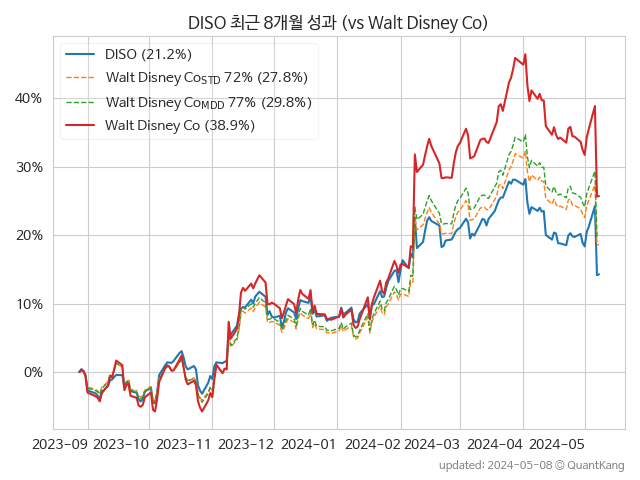 DISO 최근 8개월 성과 (vs Walt Disney Co)
DISO (21.2%)
Walt Disney CoSTD 72% (27.8%)
Walt Disney CoMDD 77% (29.8%)
Walt Disney Co (38.9%)
40%
30%
20%
10%
0%
2023-09 2023-10 2023-11 2023-12 2024-01 2024-02 2024-03 2024-04 2024-05
updated: 2024-05-08 © QuantKang